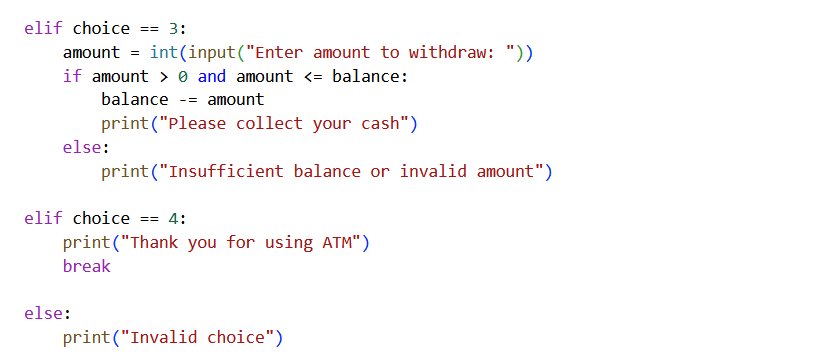 elif choice == 3:
    amount = int(input("Enter amount to withdraw: "))
    if amount > 0 and amount <= balance:
        balance -= amount
        print("Please collect your cash")
    else:
        print("Insufficient balance or invalid amount")

elif choice == 4:
    print("Thank you for using ATM")
    break

else:
    print("Invalid choice")